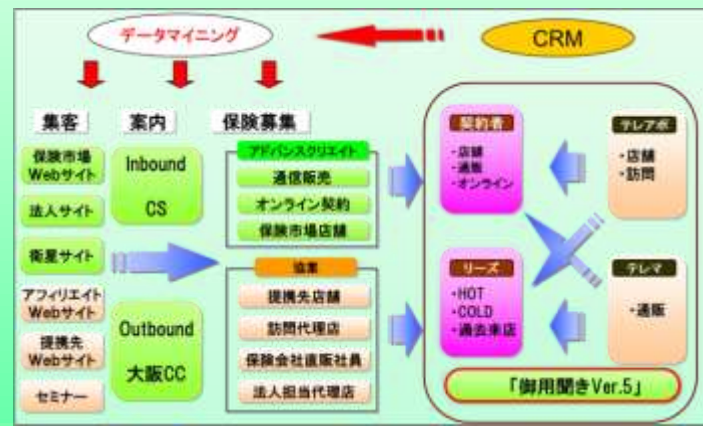 データマイニング
CRM
集客
案内
保険募集
保険市場
Webサイト
法人サイト
衛星サイト
アフィリエイト
Webサイト
提携先
Webサイト
セミナー
Inbound
CS
Outbound
大阪CC
アドバンスクリエイト
通信販売
オンライン契約
保険市場店舗
協業
提携先店舗
訪問代理店
保険会社直販社員
法人担当代理店
契約者
・店舗
・通販
・オンライン
リーズ
・HOT
・COLD
・過去来店
テレアポ
・店舗
・訪問
テレマ
・通販
「御用聞きVer.5」